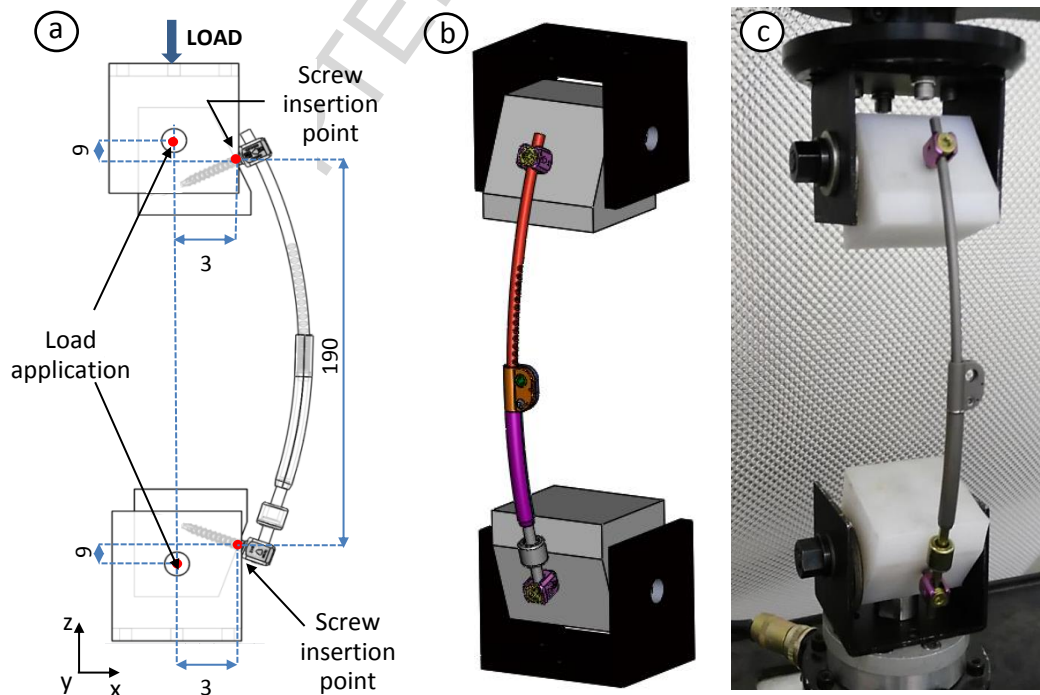 a
LOAD
Screw
insertion
point
9
3
Load
application
190
9
Screw
insertion
point
z
y
x
3
b
c